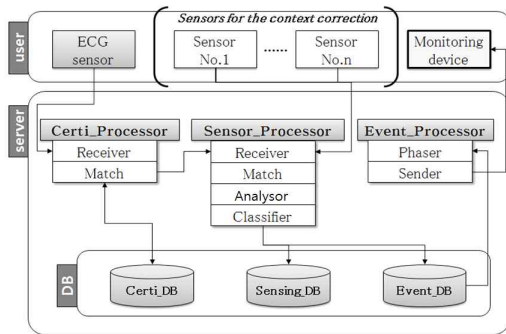 Sensors for the context correction
user
ECG
sensor
Sensor
No.1
......
Sensor
No.n
Monitoring
device
server
Certi_Processor
Receiver
Match
Sensor_Processor
Receiver
Match
Analysor
Classifier
Event_Processor
Phaser
Sender
DB
Certi_DB
Sensing_DB
Event_DB